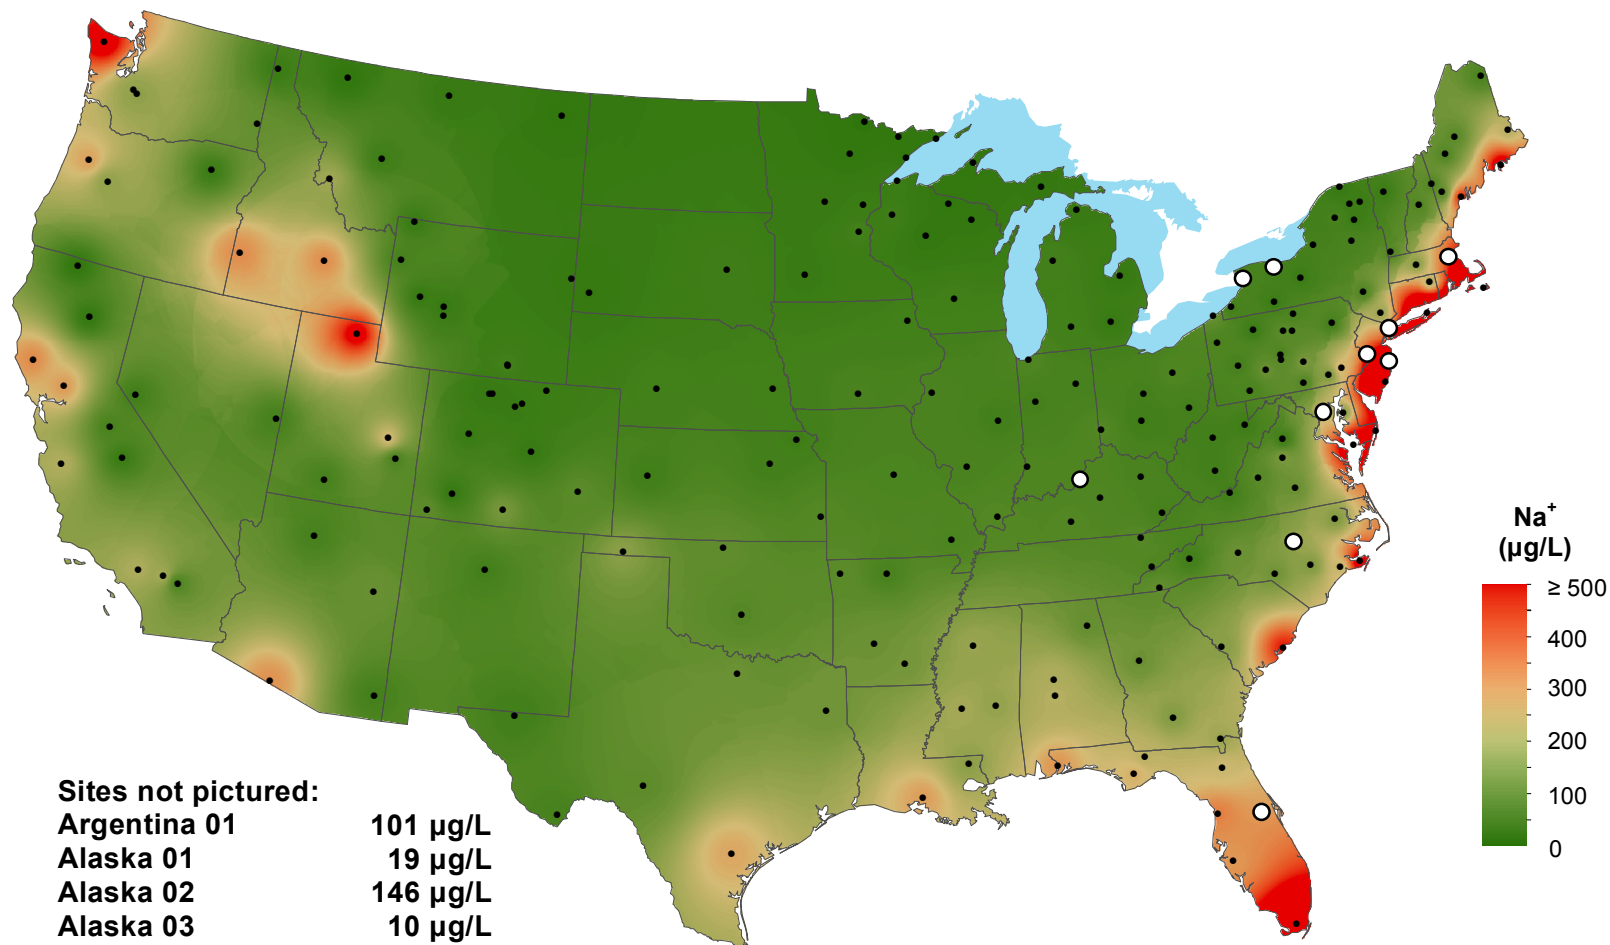 Na+
(µg/L)
≥ 500
400
300
200
100
0
Sites not pictured:
Argentina 01 101 µg/L
Alaska 01 19 µg/L
Alaska 02 146 µg/L
Alaska 03 10 µg/L